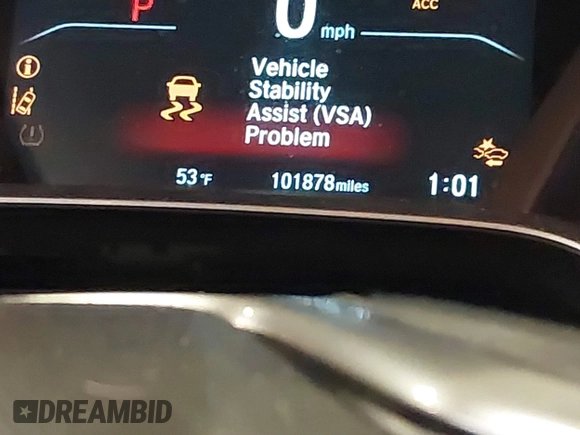 ACC
P
0 mph
Vehicle
Stability
Assist (VSA)
Problem
53°F 101878miles 1:01
DREAMBID